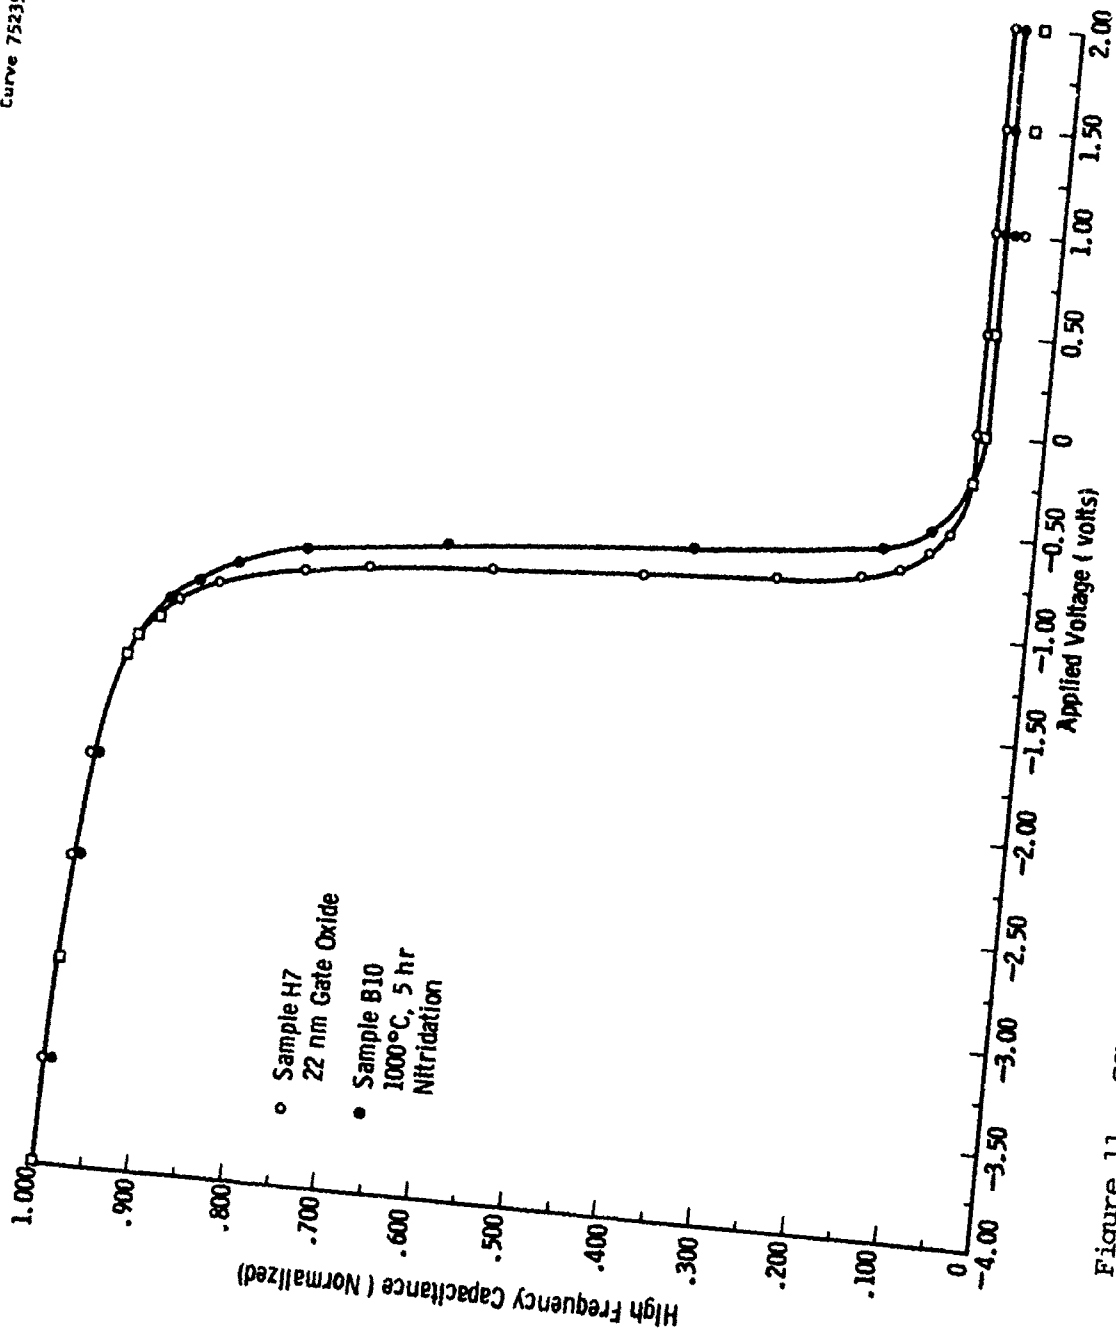 Curve 7523
High Frequency Capacitance ( Normalized)
1.000
.900
.800
.700
.600
.500
.400
.300
.200
.100
0
Sample H7
22 nm Gate Oxide
Sample B10
1000°C, 5 hr
Nitridation
−4.00
−3.50
−3.00
−2.50
−2.00
−1.50
−1.00
−0.50
0
0.50
1.00
1.50
2.00
Applied Voltage ( volts)
Figure 11